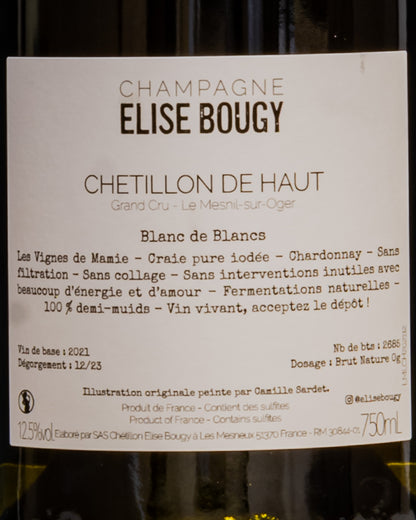 CHAMPAGNE
ELISE BOUGY
CHETILLON DE HAUT
Grand Cru - Le Mesnil-sur-Oger
Blanc de Blancs
Les Vignes de Mamie - Craie pure iodée - Chardonnay - Sans
filtration - Sans collage - Sans interventions inutiles avec
beaucoup d'énergie et d'amour - Fermentations naturelles -
100 % demi-muids - Vin vivant, acceptez le dépôt !
Vin de base : 2021
Dégorgement : 12/23
Nb de bts : 2685
Dosage : Brut Nature 0g
Illustration originale peinte par Camille Sardet.
@elisebougy
Produit de France - Contient des sulfites
Product of France - Contains sulfites
12.5%vol Elaboré par SAS Chétillon Elise Bougy à Les Mesneux 51370 France - RM 30844-01 750mL